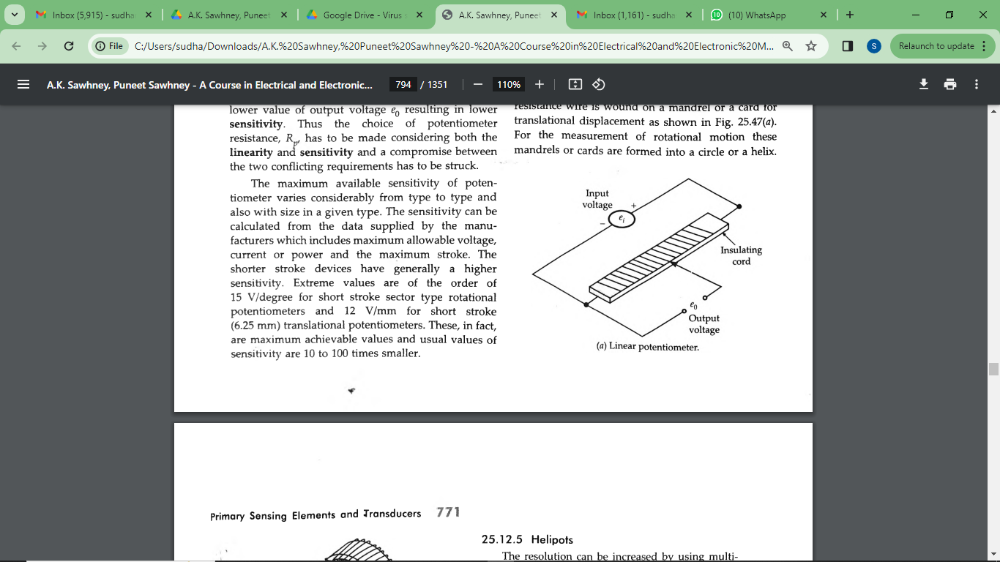 Inbox (5,915) - sudha
A.K. Sawhney, Puneet
Google Drive - Virus s
A.K. Sawhney, Puneet
Inbox (1,161) - sudha
10
(10) WhatsApp
File
C:/Users/sudha/Downloads/A.K.%20Sawhney,%20Puneet%20Sawhney%20-%20A%20Course%20in%20Electrical%20and%20Electronic%20M...
S
Relaunch to update
A.K. Sawhney, Puneet Sawhney - A Course in Electrical and Electronic...
794 / 1351
110%
lower value of output voltage e0 resulting in lower
sensitivity. Thus the choice of potentiometer
resistance, Rp, has to be made considering both the
linearity and sensitivity and a compromise between
the two conflicting requirements has to be struck.
The maximum available sensitivity of poten-
tiometer varies considerably from type to type and
also with size in a given type. The sensitivity can be
calculated from the data supplied by the manu-
facturers which includes maximum allowable voltage,
current or power and the maximum stroke. The
shorter stroke devices have generally a higher
sensitivity. Extreme values are of the order of
15 V/degree for short stroke sector type rotational
potentiometers and 12 V/mm for short stroke
(6.25 mm) translational potentiometers. These, in fact,
are maximum achievable values and usual values of
sensitivity are 10 to 100 times smaller.
resistance wire is wound on a mandrel or a card for
translational displacement as shown in Fig. 25.47(a).
For the measurement of rotational motion these
mandrels or cards are formed into a circle or a helix.
Input
voltage
+
−
ei
Insulating
cord
e0
Output
voltage
(a) Linear potentiometer.
Primary Sensing Elements and Transducers 771
25.12.5 Helipots
The resolution can be increased by using multi-